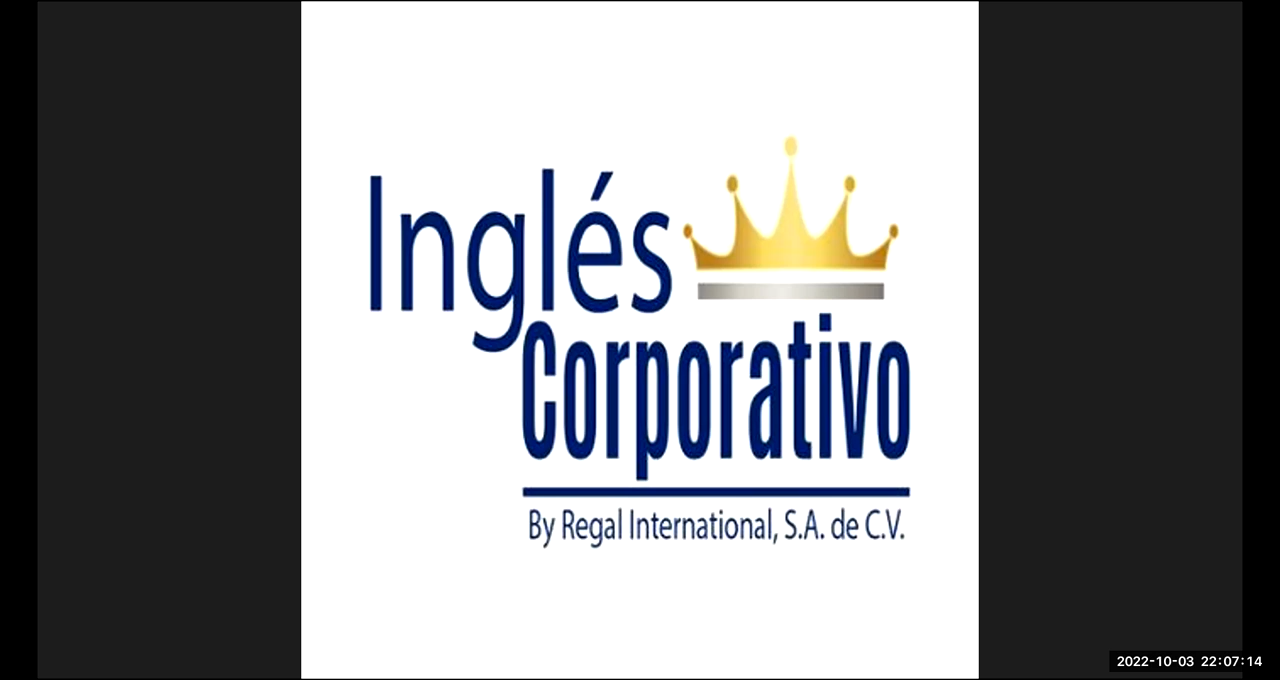 Inglés
Corporativo
By Regal International, S.A. de C.V.
2022-10-03 22:07:14